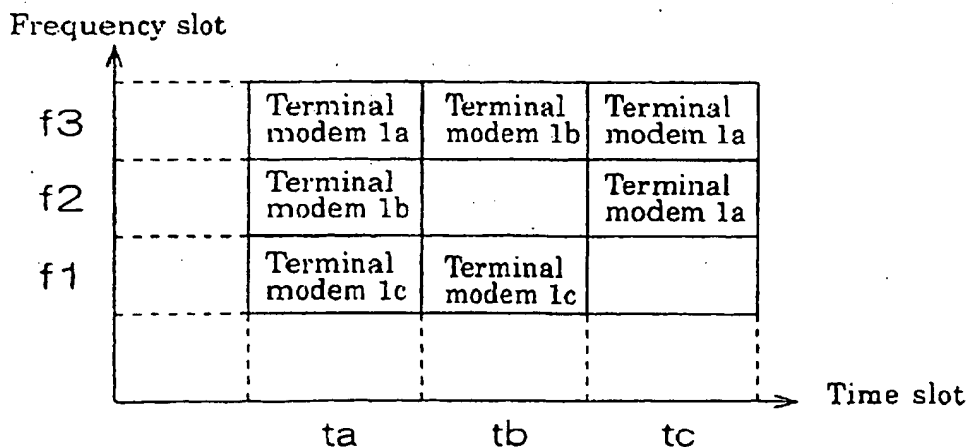 Frequency slot
f3
Terminal
modem 1a
Terminal
modem 1b
Terminal
modem 1a
f2
Terminal
modem 1b
Terminal
modem 1a
f1
Terminal
modem 1c
Terminal
modem 1c
Time slot
ta
tb
tc